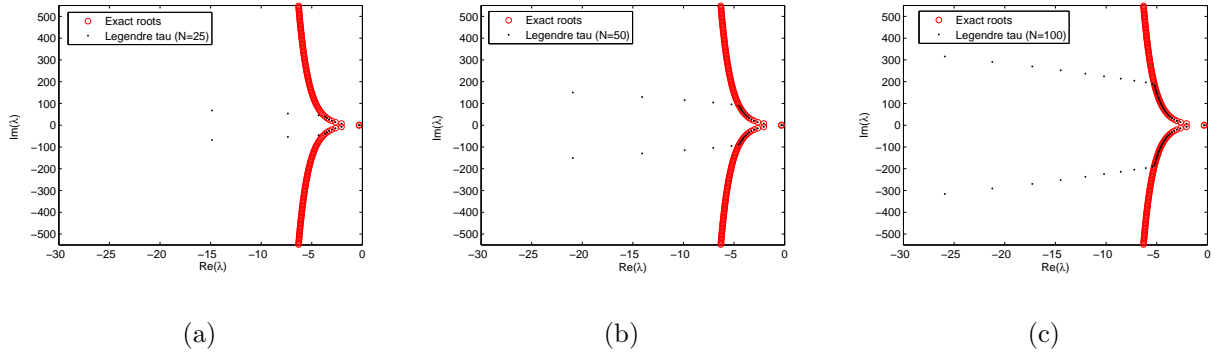 500
400
300
200
100
0
−100
−200
−300
−400
−500
Im(λ)
Exact roots
Legendre tau (N=25)
−30 −25 −20 −15 −10 −5 0
Re(λ)
(a)
500
400
300
200
100
0
−100
−200
−300
−400
−500
Im(λ)
Exact roots
Legendre tau (N=50)
−30 −25 −20 −15 −10 −5 0
Re(λ)
(b)
500
400
300
200
100
0
−100
−200
−300
−400
−500
Im(λ)
Exact roots
Legendre tau (N=100)
−30 −25 −20 −15 −10 −5 0
Re(λ)
(c)